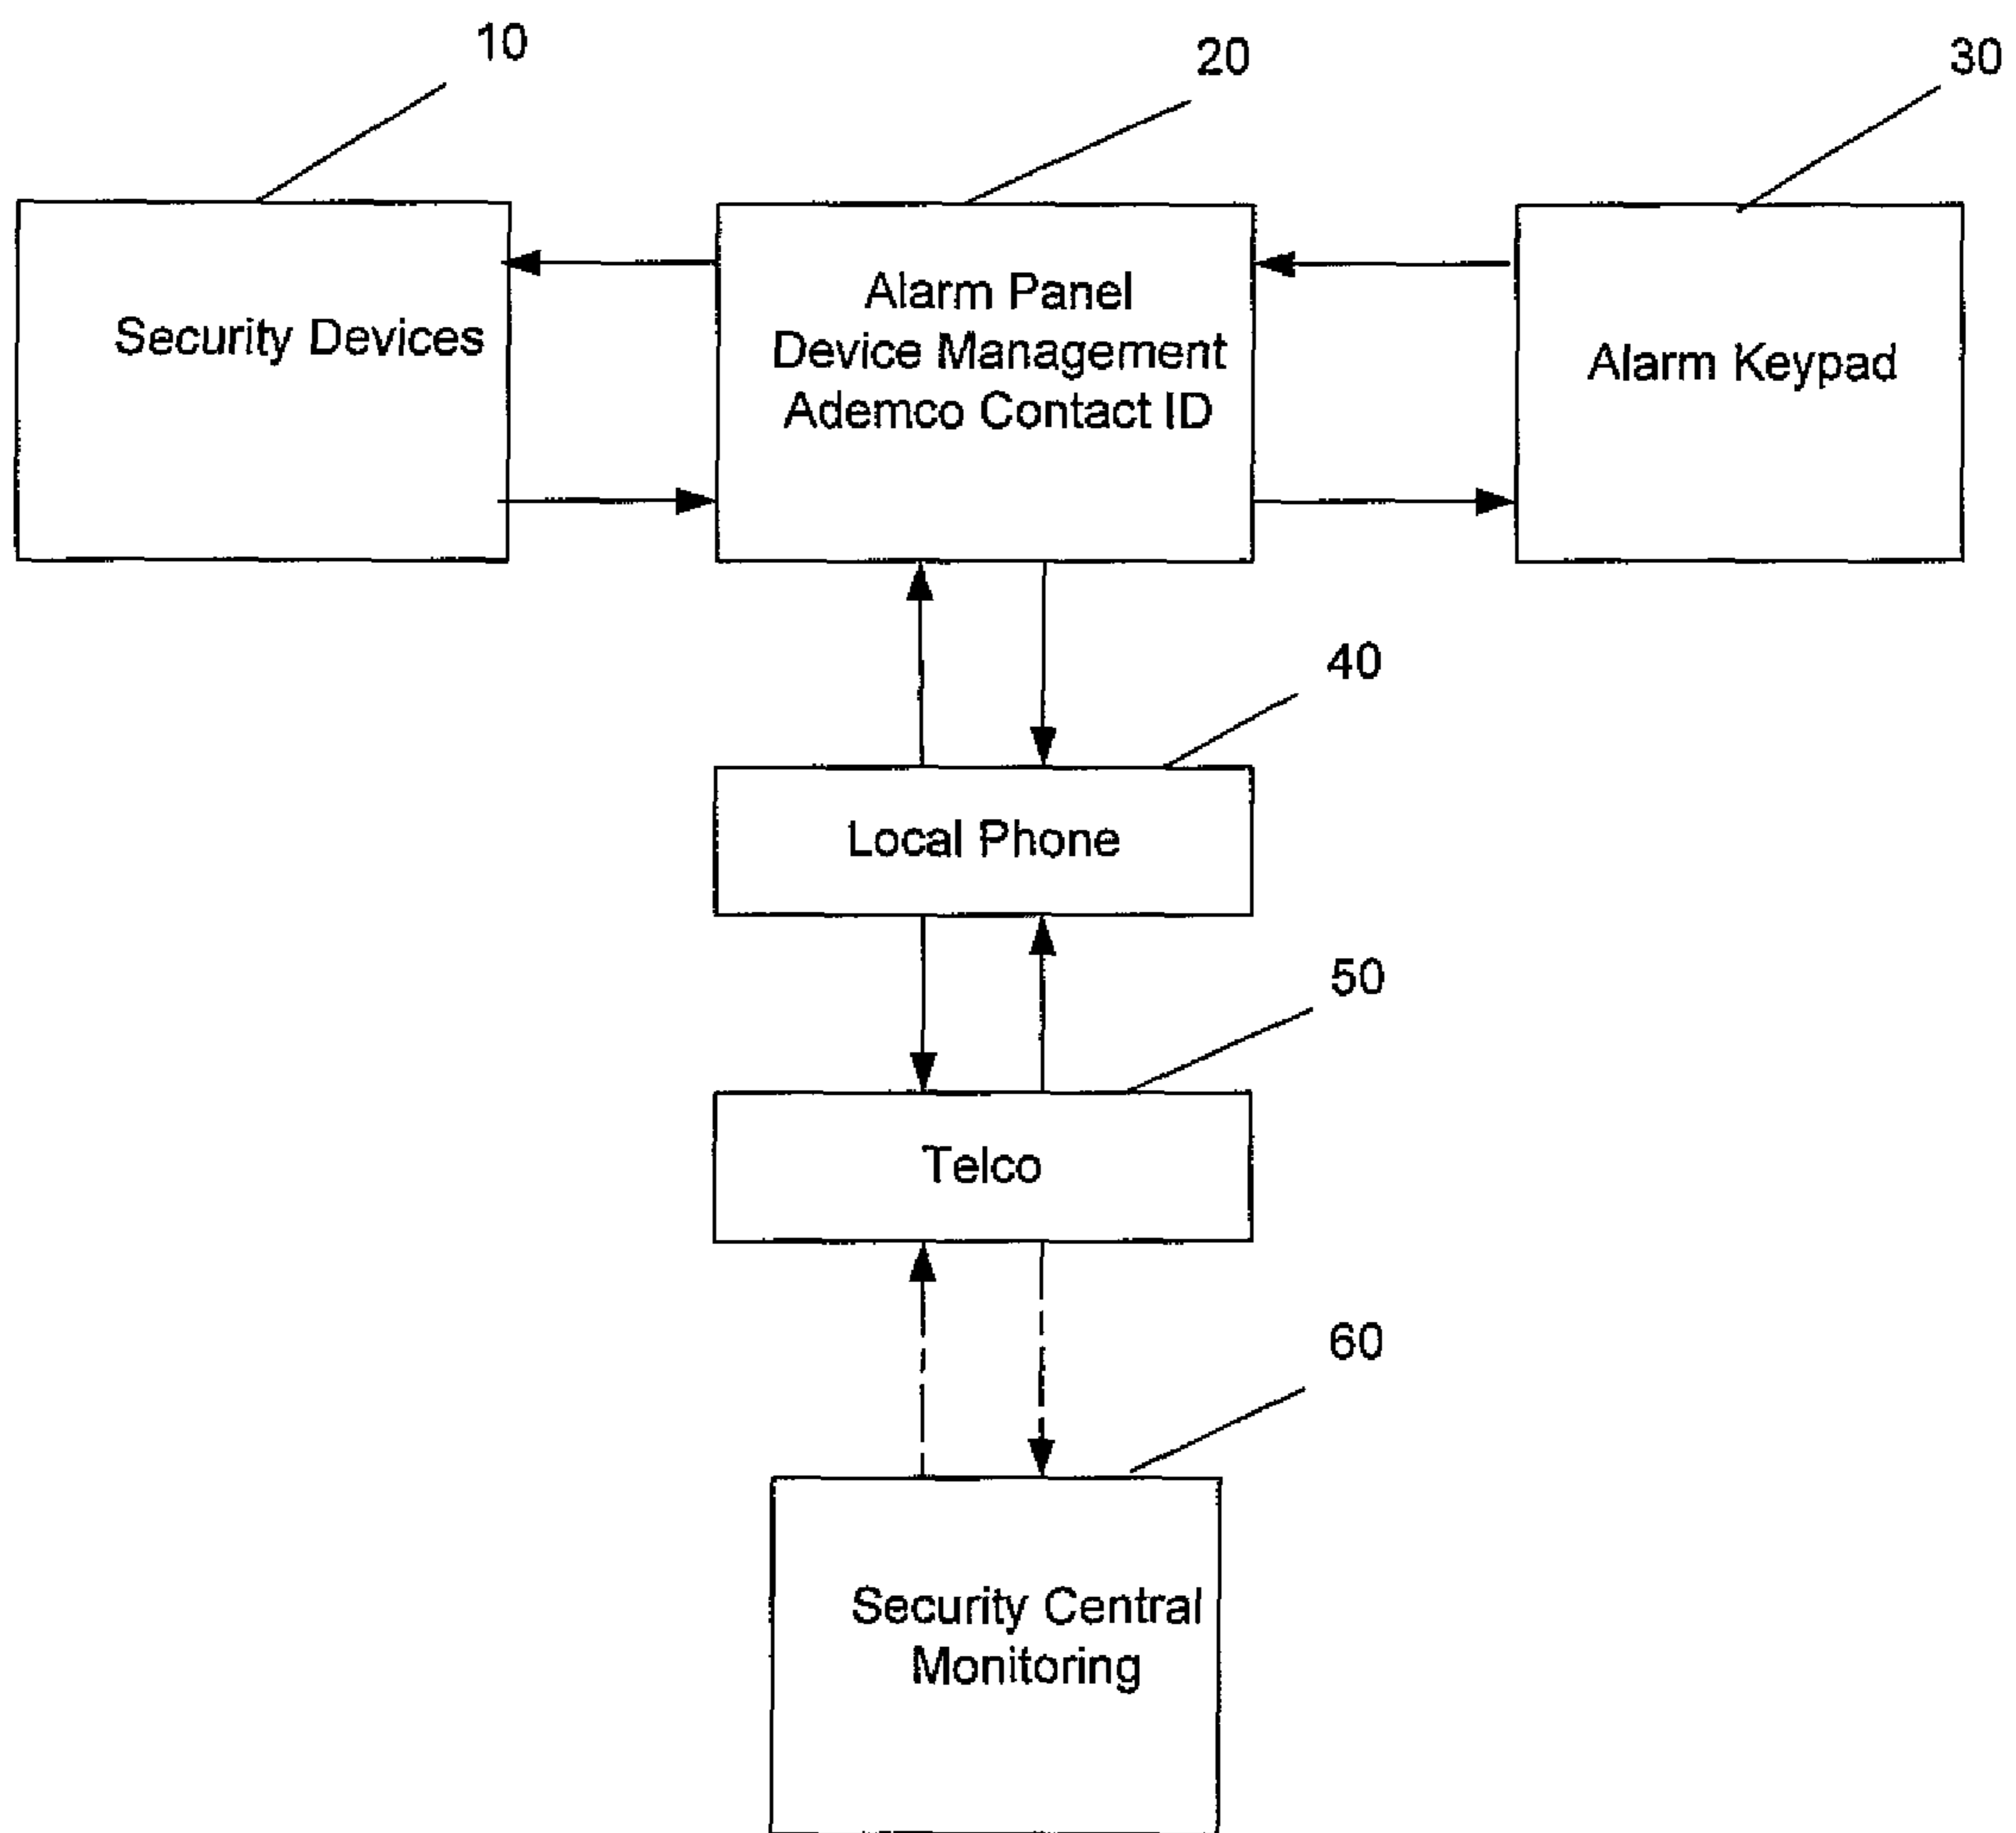 10
20
30
Security Devices
Alarm Panel
Device Management
Ademco Contact ID
Alarm Keypad
40
Local Phone
50
Telco
60
Security Central
Monitoring